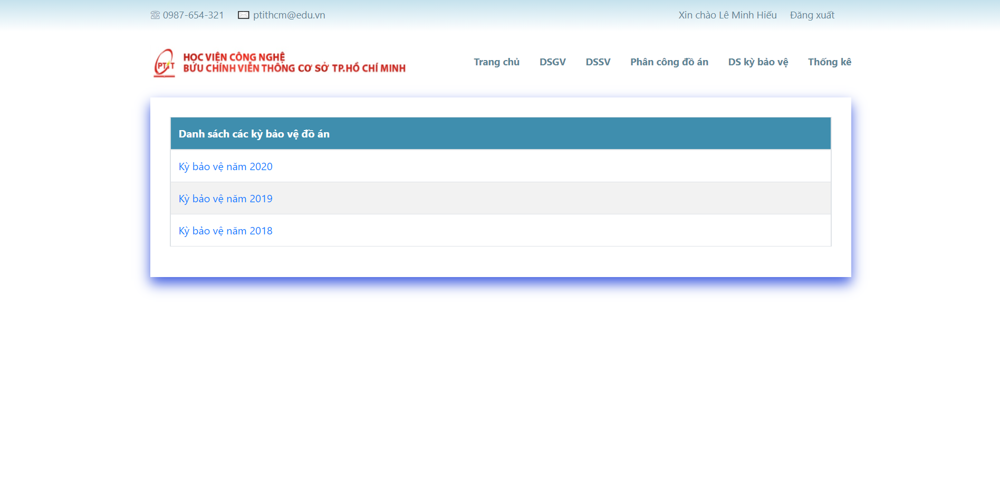 0987-654-321 ptithcm@edu.vn Xin chào Lê Minh Hiếu Đăng xuất
PTIT
HỌC VIỆN CÔNG NGHỆ
BƯU CHÍNH VIỄN THÔNG CƠ SỞ TP.HỒ CHÍ MINH
Trang chủ DSGV DSSV Phân công đồ án DS kỳ bảo vệ Thống kê
Danh sách các kỳ bảo vệ đồ án
Kỳ bảo vệ năm 2020
Kỳ bảo vệ năm 2019
Kỳ bảo vệ năm 2018